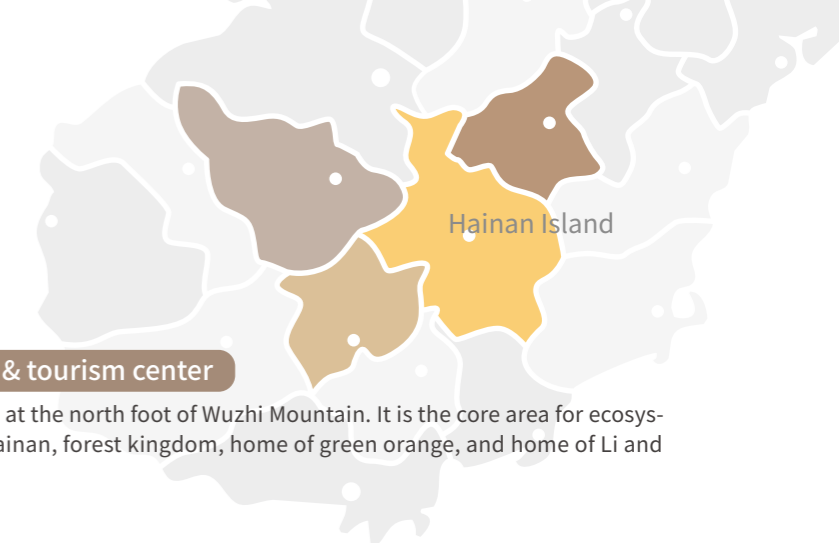 Hainan Island
& tourism center
at the north foot of Wuzhi Mountain. It is the core area for ecosys-
ainan, forest kingdom, home of green orange, and home of Li and